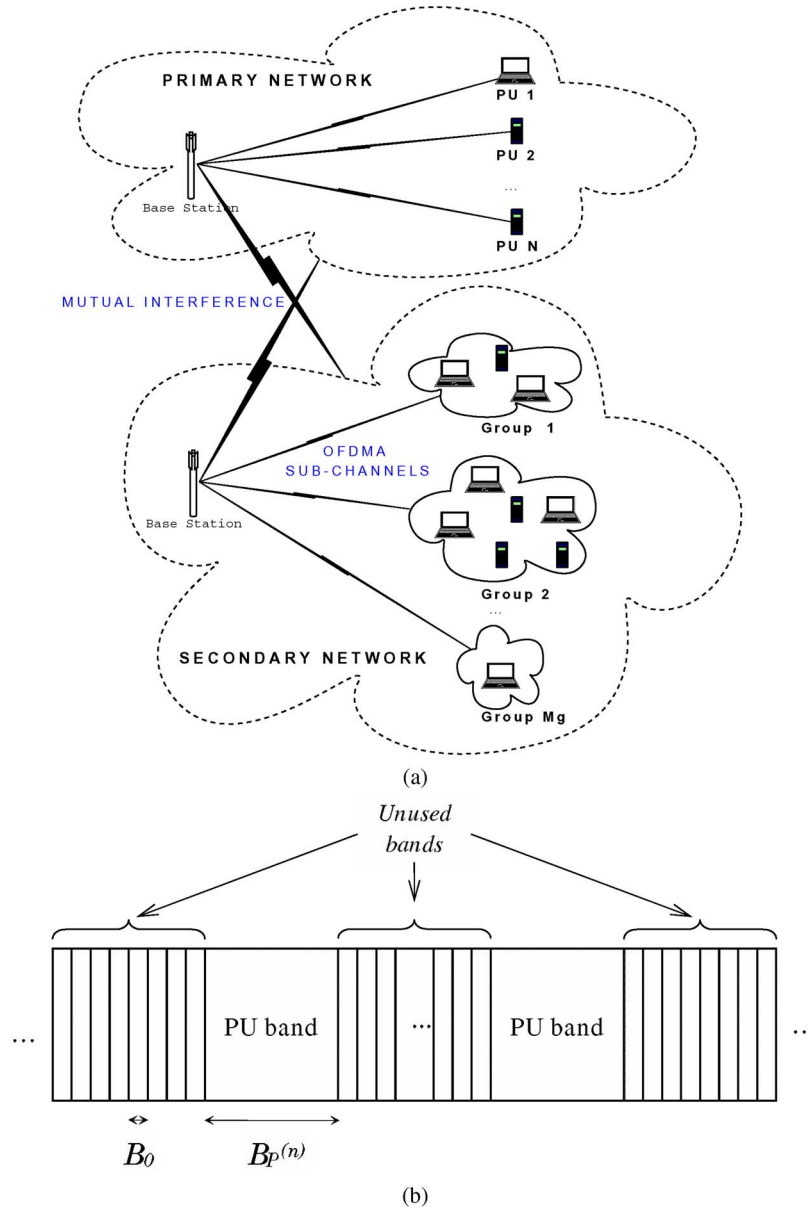 PRIMARY NETWORK
PU 1
PU 2
...
PU N
Base Station
MUTUAL INTERFERENCE
Group 1
OFDMA
SUB-CHANNELS
Base Station
Group 2
...
SECONDARY NETWORK
Group Mg
(a)
Unused
bands
... PU band ... PU band ..
B0 BP(n)
(b)